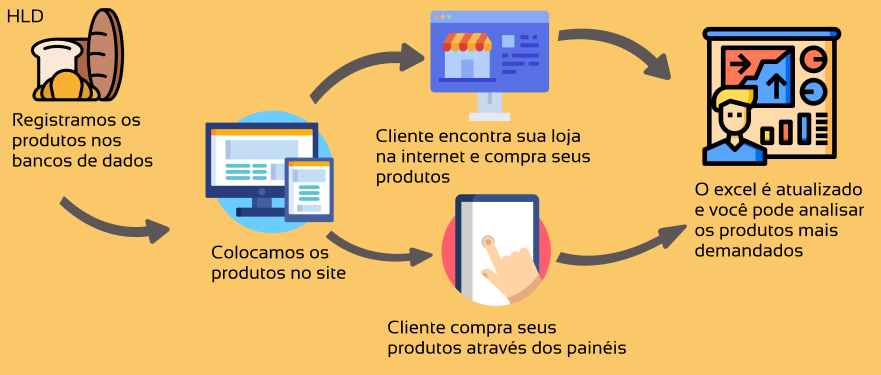 HLD
Registramos os
produtos nos
bancos de dados
Colocamos os
produtos no site
Cliente encontra sua loja
na internet e compra seus
produtos
Cliente compra seus
produtos através dos painéis
O excel é atualizado
e você pode analisar
os produtos mais
demandados